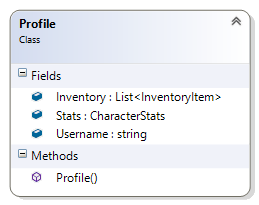 Profile
Class
Fields
Inventory : List<InventoryItem>
Stats : CharacterStats
Username : string
Methods
Profile()